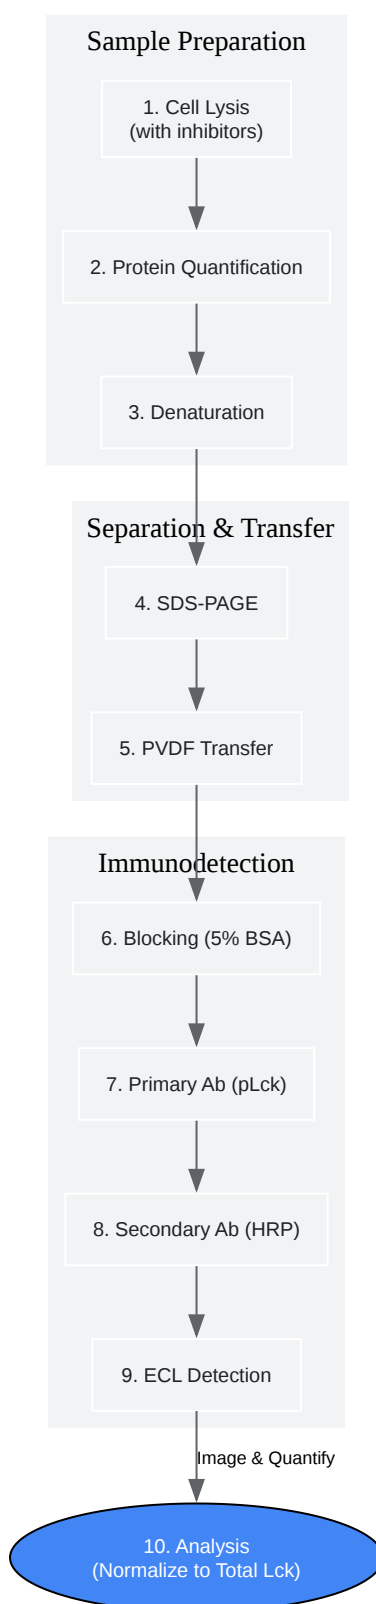 Sample Preparation
1. Cell Lysis
(with inhibitors)
2. Protein Quantification
3. Denaturation
Separation & Transfer
4. SDS-PAGE
5. PVDF Transfer
Immunodetection
6. Blocking (5% BSA)
7. Primary Ab (pLck)
8. Secondary Ab (HRP)
9. ECL Detection
Image & Quantify
10. Analysis
(Normalize to Total Lck)